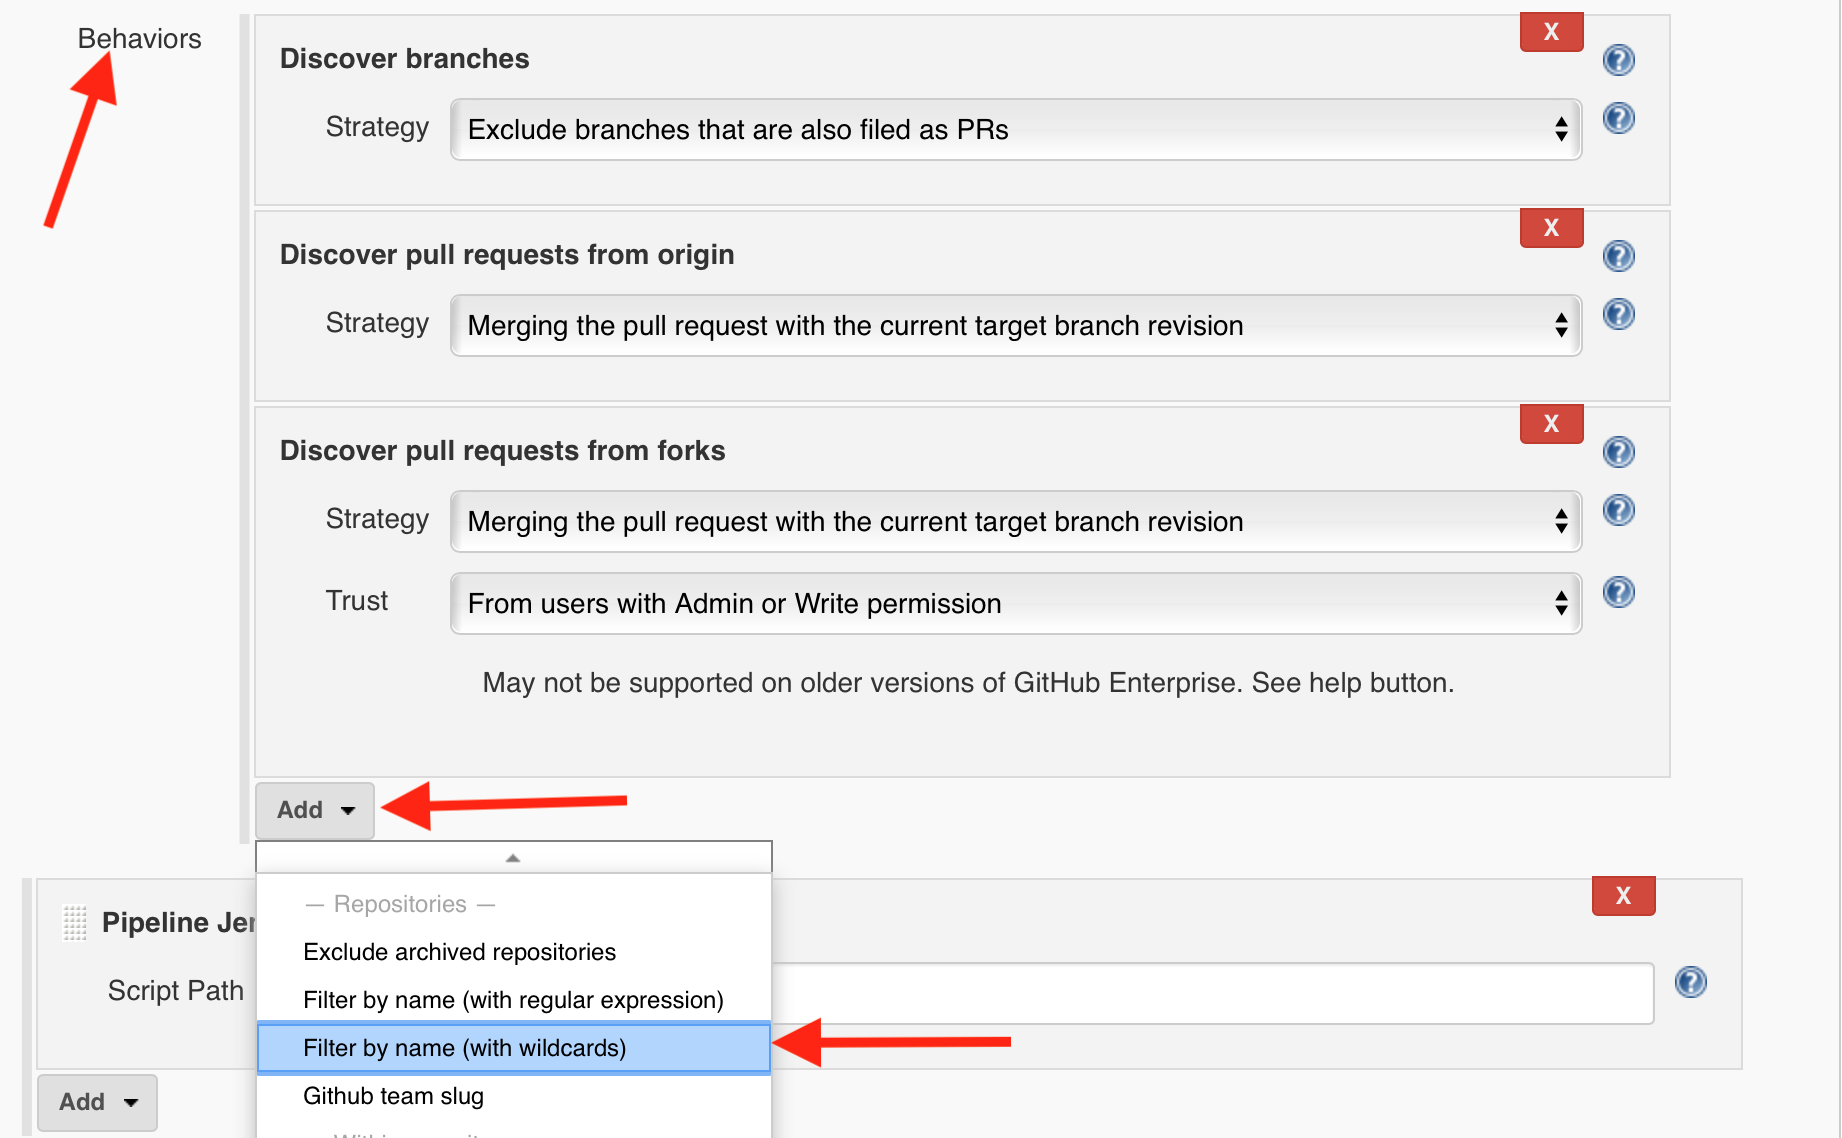 Behaviors
X
Discover branches
?
Strategy
Exclude branches that are also filed as PRs
?
X
Discover pull requests from origin
?
Strategy
Merging the pull request with the current target branch revision
?
X
Discover pull requests from forks
?
Strategy
Merging the pull request with the current target branch revision
?
Trust
From users with Admin or Write permission
?
May not be supported on older versions of GitHub Enterprise. See help button.
Add
— Repositories —
X
Pipeline Jer
Exclude archived repositories
Script Path
?
Filter by name (with regular expression)
Filter by name (with wildcards)
Github team slug
Add